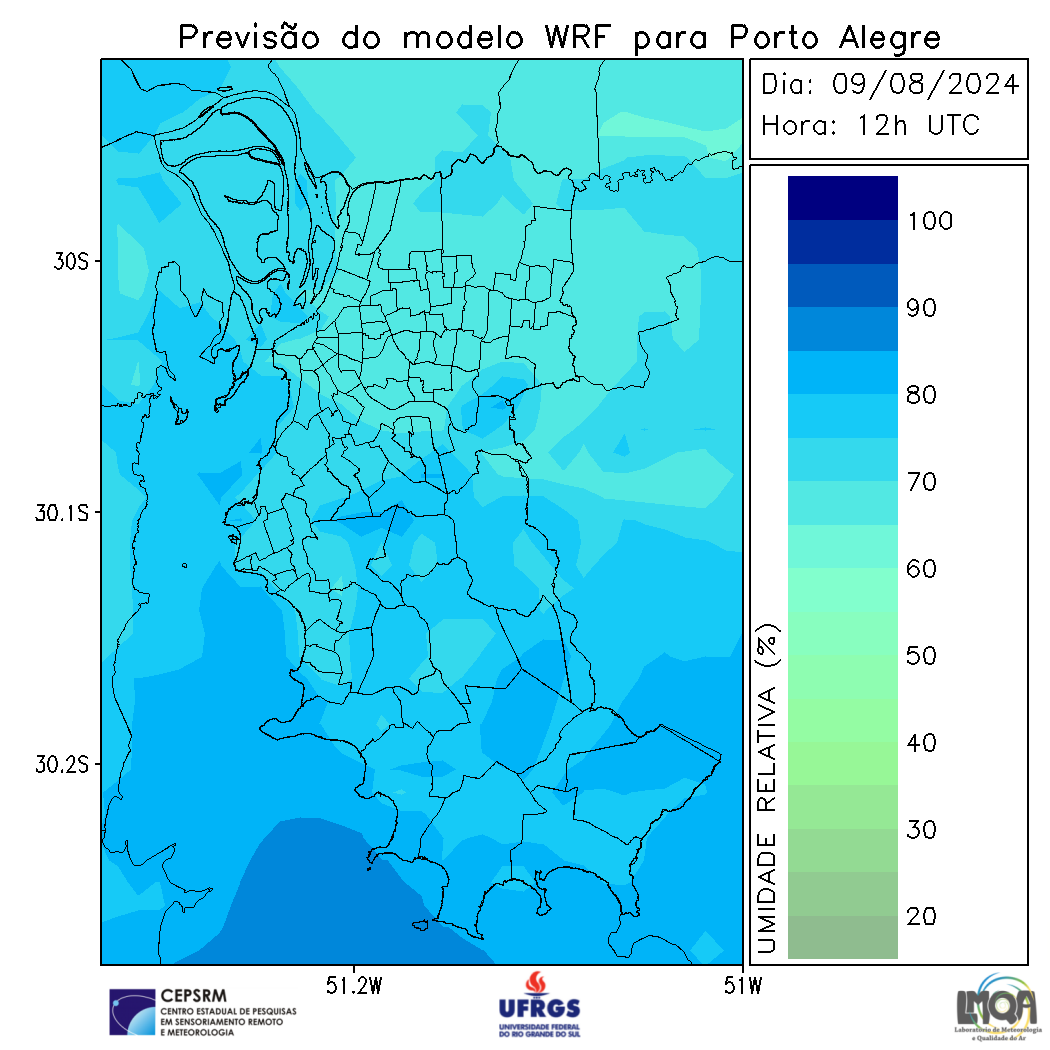 Previsão do modelo WRF para Porto Alegre
Dia: 09/08/2024
Hora: 12h UTC
30S
30.1S
30.2S
51.2W
51W
UMIDADE RELATIVA (%)
100
90
80
70
60
50
40
30
20
CEPSRM
CENTRO ESTADUAL DE PESQUISAS
EM SENSORIAMENTO REMOTO
E METEOROLOGIA
UFRGS
UNIVERSIDADE FEDERAL
DO RIO GRANDE DO SUL
LMQA
Laboratório de Meteorologia
e Qualidade do Ar